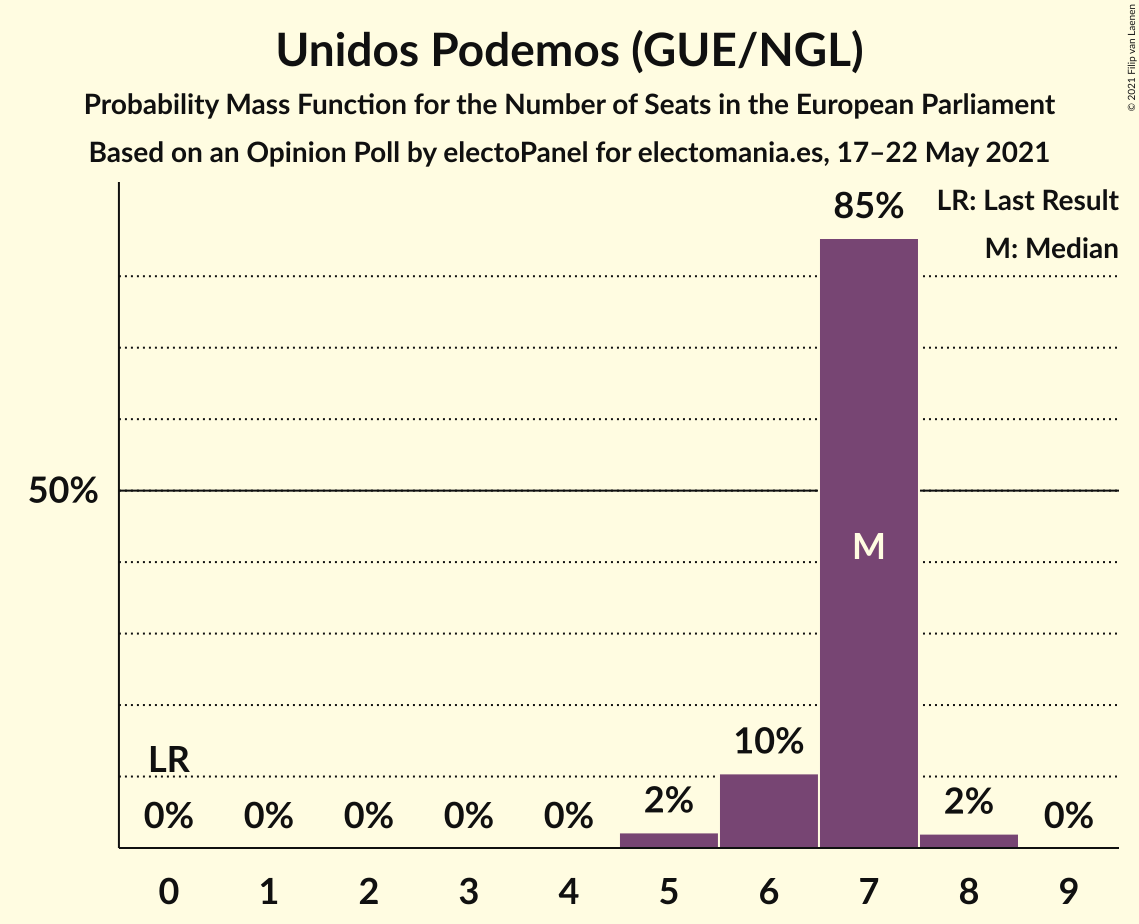 Unidos Podemos (GUE/NGL)
Probability Mass Function for the Number of Seats in the European Parliament
Based on an Opinion Poll by electoPanel for electomania.es, 17–22 May 2021
© 2021 Filip van Laenen
LR: Last Result
M: Median
85%
50%
M
10%
LR
0% 0% 0% 0% 0% 2% 2% 0%
0 1 2 3 4 5 6 7 8 9